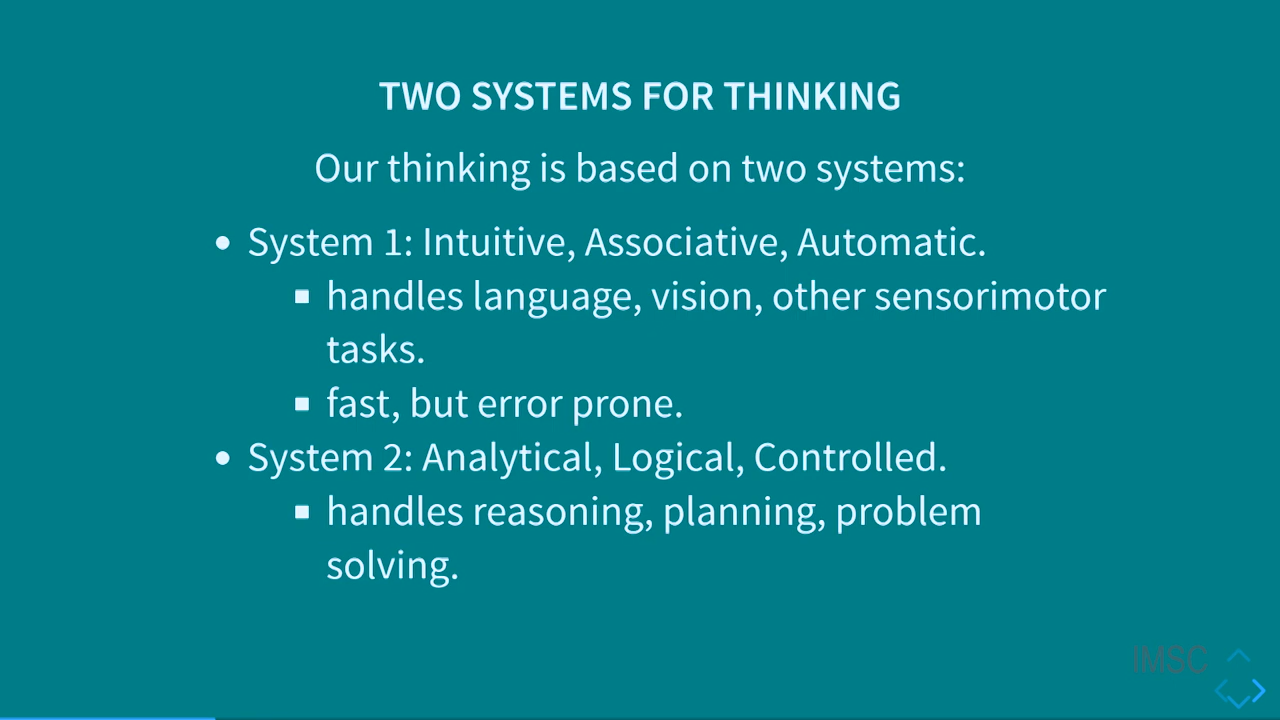 TWO SYSTEMS FOR THINKING
Our thinking is based on two systems:
System 1: Intuitive, Associative, Automatic.
handles language, vision, other sensorimotor
tasks.
fast, but error prone.
System 2: Analytical, Logical, Controlled.
handles reasoning, planning, problem
solving.
IMSC